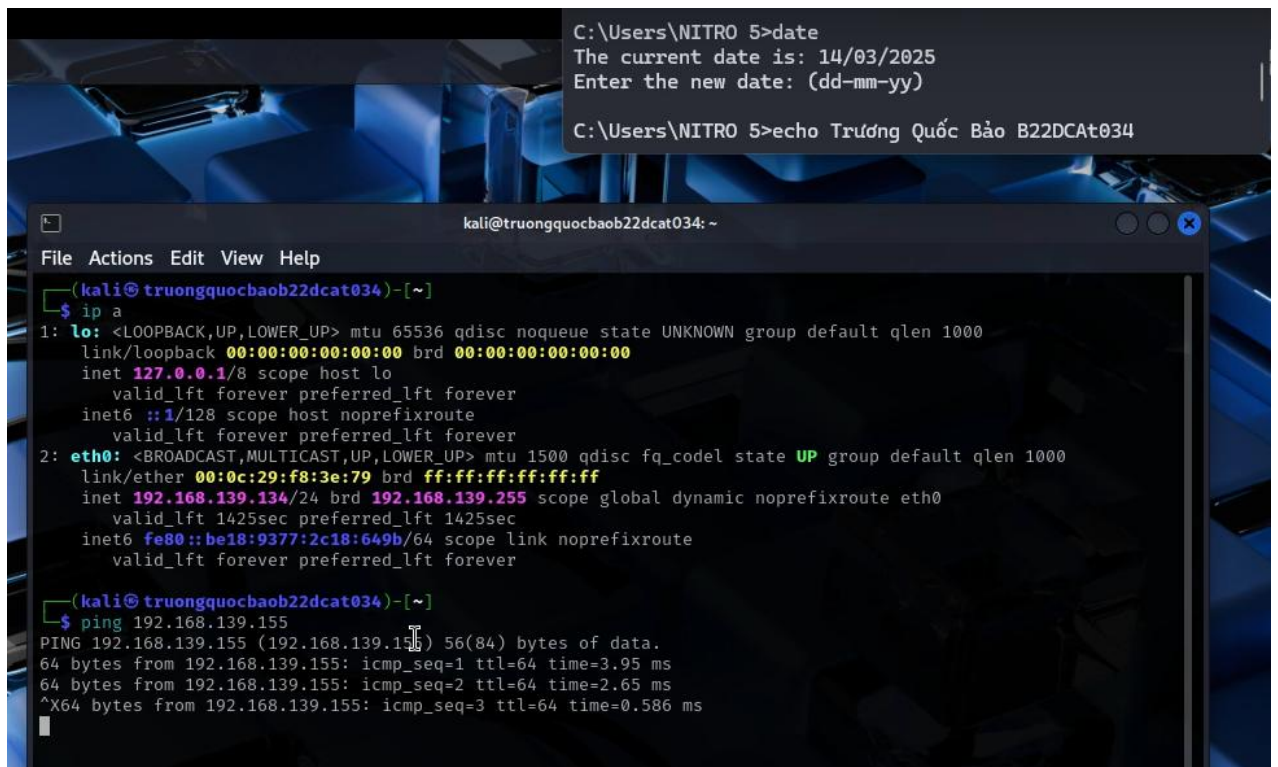 C:\Users\NITRO 5>date
The current date is: 14/03/2025
Enter the new date: (dd-mm-yy)
C:\Users\NITRO 5>echo Trương Quốc Bảo B22DCAt034
kali@truongquocbaob22dcat034: ~
File Actions Edit View Help
┌──(kali㉿truongquocbaob22dcat034)-[~]
└─$ ip a
1: lo: <LOOPBACK,UP,LOWER_UP> mtu 65536 qdisc noqueue state UNKNOWN group default qlen 1000
link/loopback 00:00:00:00:00:00 brd 00:00:00:00:00:00
inet 127.0.0.1/8 scope host lo
valid_lft forever preferred_lft forever
inet6 ::1/128 scope host noprefixroute
valid_lft forever preferred_lft forever
2: eth0: <BROADCAST,MULTICAST,UP,LOWER_UP> mtu 1500 qdisc fq_codel state UP group default qlen 1000
link/ether 00:0c:29:f8:3e:79 brd ff:ff:ff:ff:ff:ff
inet 192.168.139.134/24 brd 192.168.139.255 scope global dynamic noprefixroute eth0
valid_lft 1425sec preferred_lft 1425sec
inet6 fe80::be18:9377:2c18:649b/64 scope link noprefixroute
valid_lft forever preferred_lft forever
┌──(kali㉿truongquocbaob22dcat034)-[~]
└─$ ping 192.168.139.155
PING 192.168.139.155 (192.168.139.155) 56(84) bytes of data.
64 bytes from 192.168.139.155: icmp_seq=1 ttl=64 time=3.95 ms
64 bytes from 192.168.139.155: icmp_seq=2 ttl=64 time=2.65 ms
^X64 bytes from 192.168.139.155: icmp_seq=3 ttl=64 time=0.586 ms